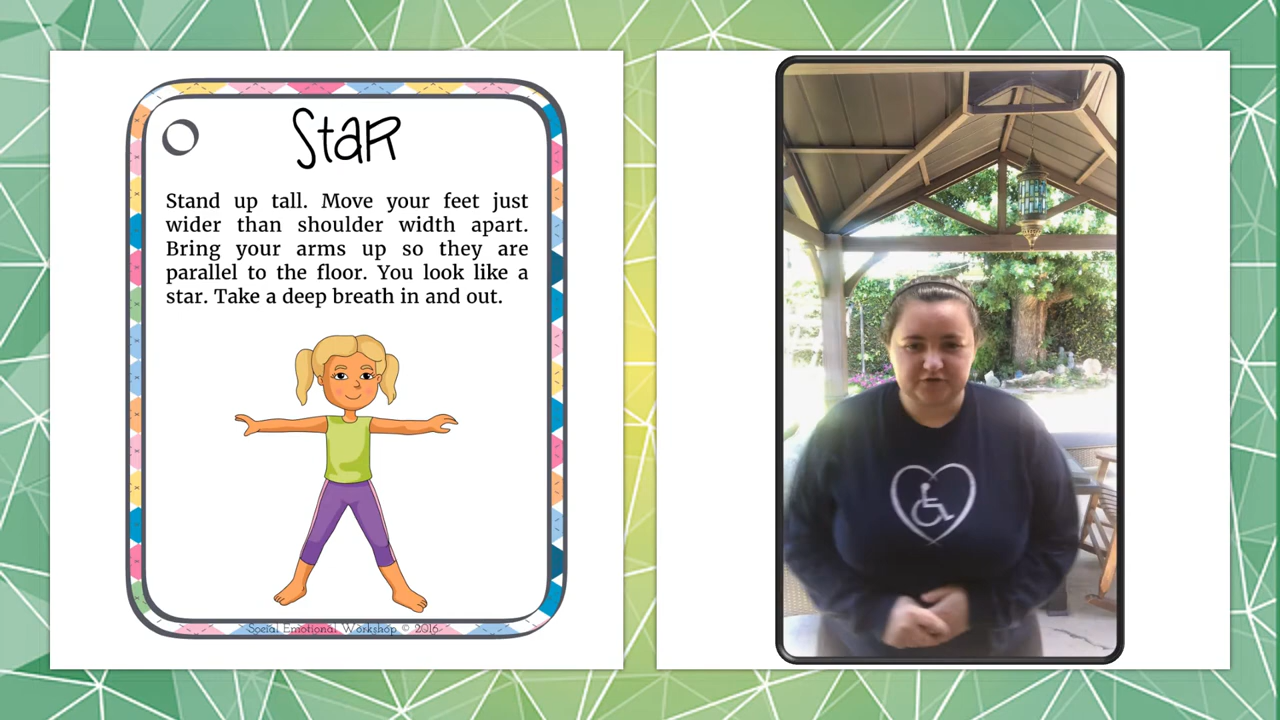 Star
Stand up tall. Move your feet just
wider than shoulder width apart.
Bring your arms up so they are
parallel to the floor. You look like a
star. Take a deep breath in and out.
Social Emotional Workshop © 2016